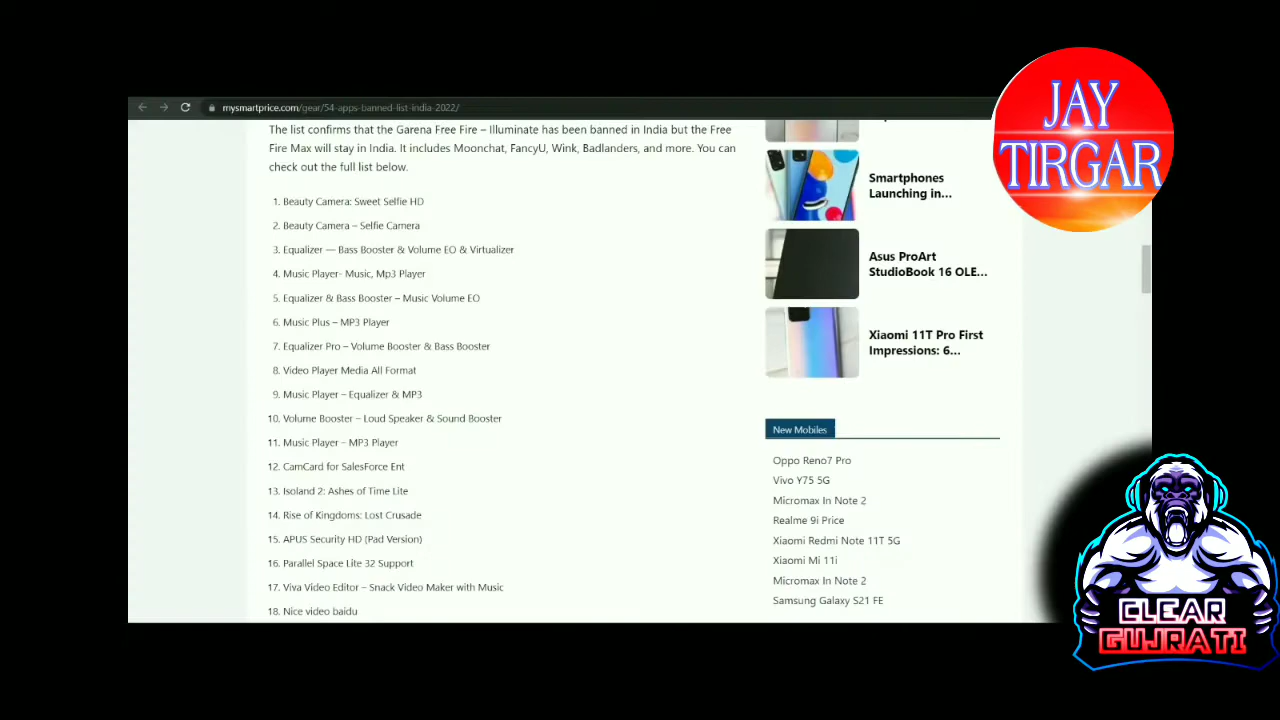 mysmartprice.com/gear/54-apps-banned-list-india-2022/
The list confirms that the Garena Free Fire – Illuminate has been banned in India but the Free
Fire Max will stay in India. It includes Moonchat, FancyU, Wink, Badlanders, and more. You can
check out the full list below.
1. Beauty Camera: Sweet Selfie HD
2. Beauty Camera – Selfie Camera
3. Equalizer — Bass Booster & Volume EO & Virtualizer
4. Music Player- Music, Mp3 Player
5. Equalizer & Bass Booster – Music Volume EO
6. Music Plus – MP3 Player
7. Equalizer Pro – Volume Booster & Bass Booster
8. Video Player Media All Format
9. Music Player – Equalizer & MP3
10. Volume Booster – Loud Speaker & Sound Booster
11. Music Player – MP3 Player
12. CamCard for SalesForce Ent
13. Isoland 2: Ashes of Time Lite
14. Rise of Kingdoms: Lost Crusade
15. APUS Security HD (Pad Version)
16. Parallel Space Lite 32 Support
17. Viva Video Editor – Snack Video Maker with Music
18. Nice video baidu
Smartphones
Launching in...
Asus ProArt
StudioBook 16 OLE...
Xiaomi 11T Pro First
Impressions: 6...
New Mobiles
Oppo Reno7 Pro
Vivo Y75 5G
Micromax In Note 2
Realme 9i Price
Xiaomi Redmi Note 11T 5G
Xiaomi Mi 11i
Micromax In Note 2
Samsung Galaxy S21 FE
JAY
TIRGAR
CLEAR
GUJRATI